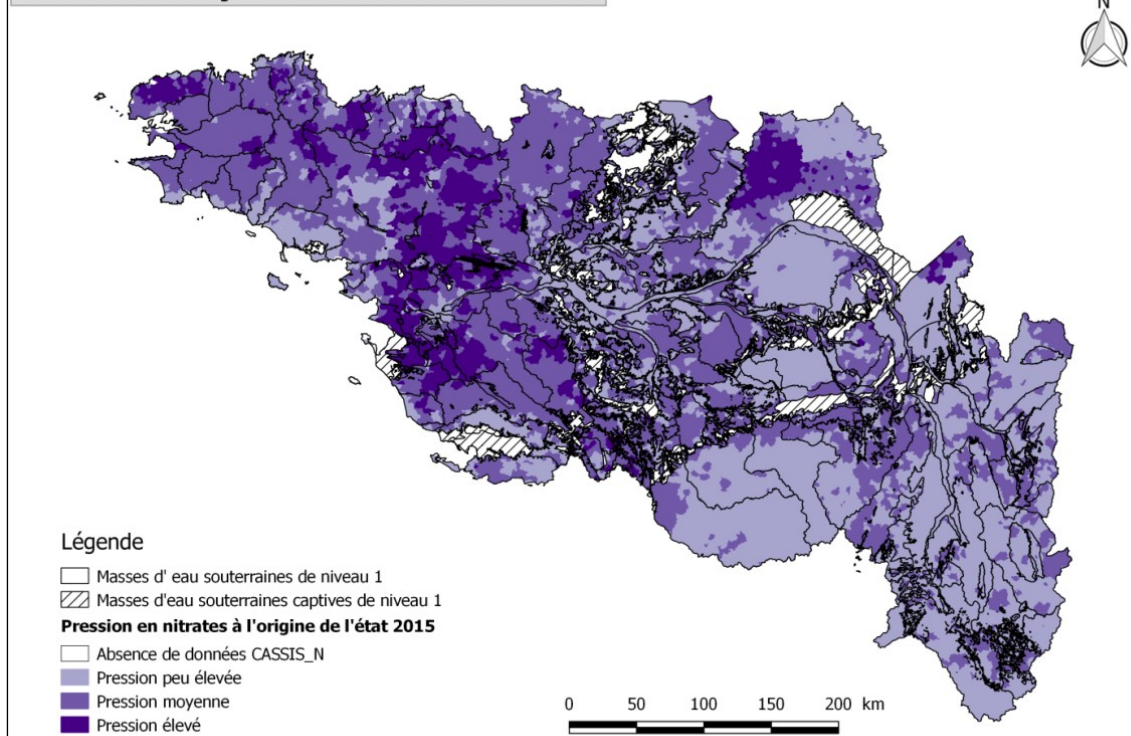 N
Légende
Masses d' eau souterraines de niveau 1
Masses d'eau souterraines captives de niveau 1
Pression en nitrates à l'origine de l'état 2015
Absence de données CASSIS_N
Pression peu élevée
Pression moyenne
Pression élevé
0 50 100 150 200 km